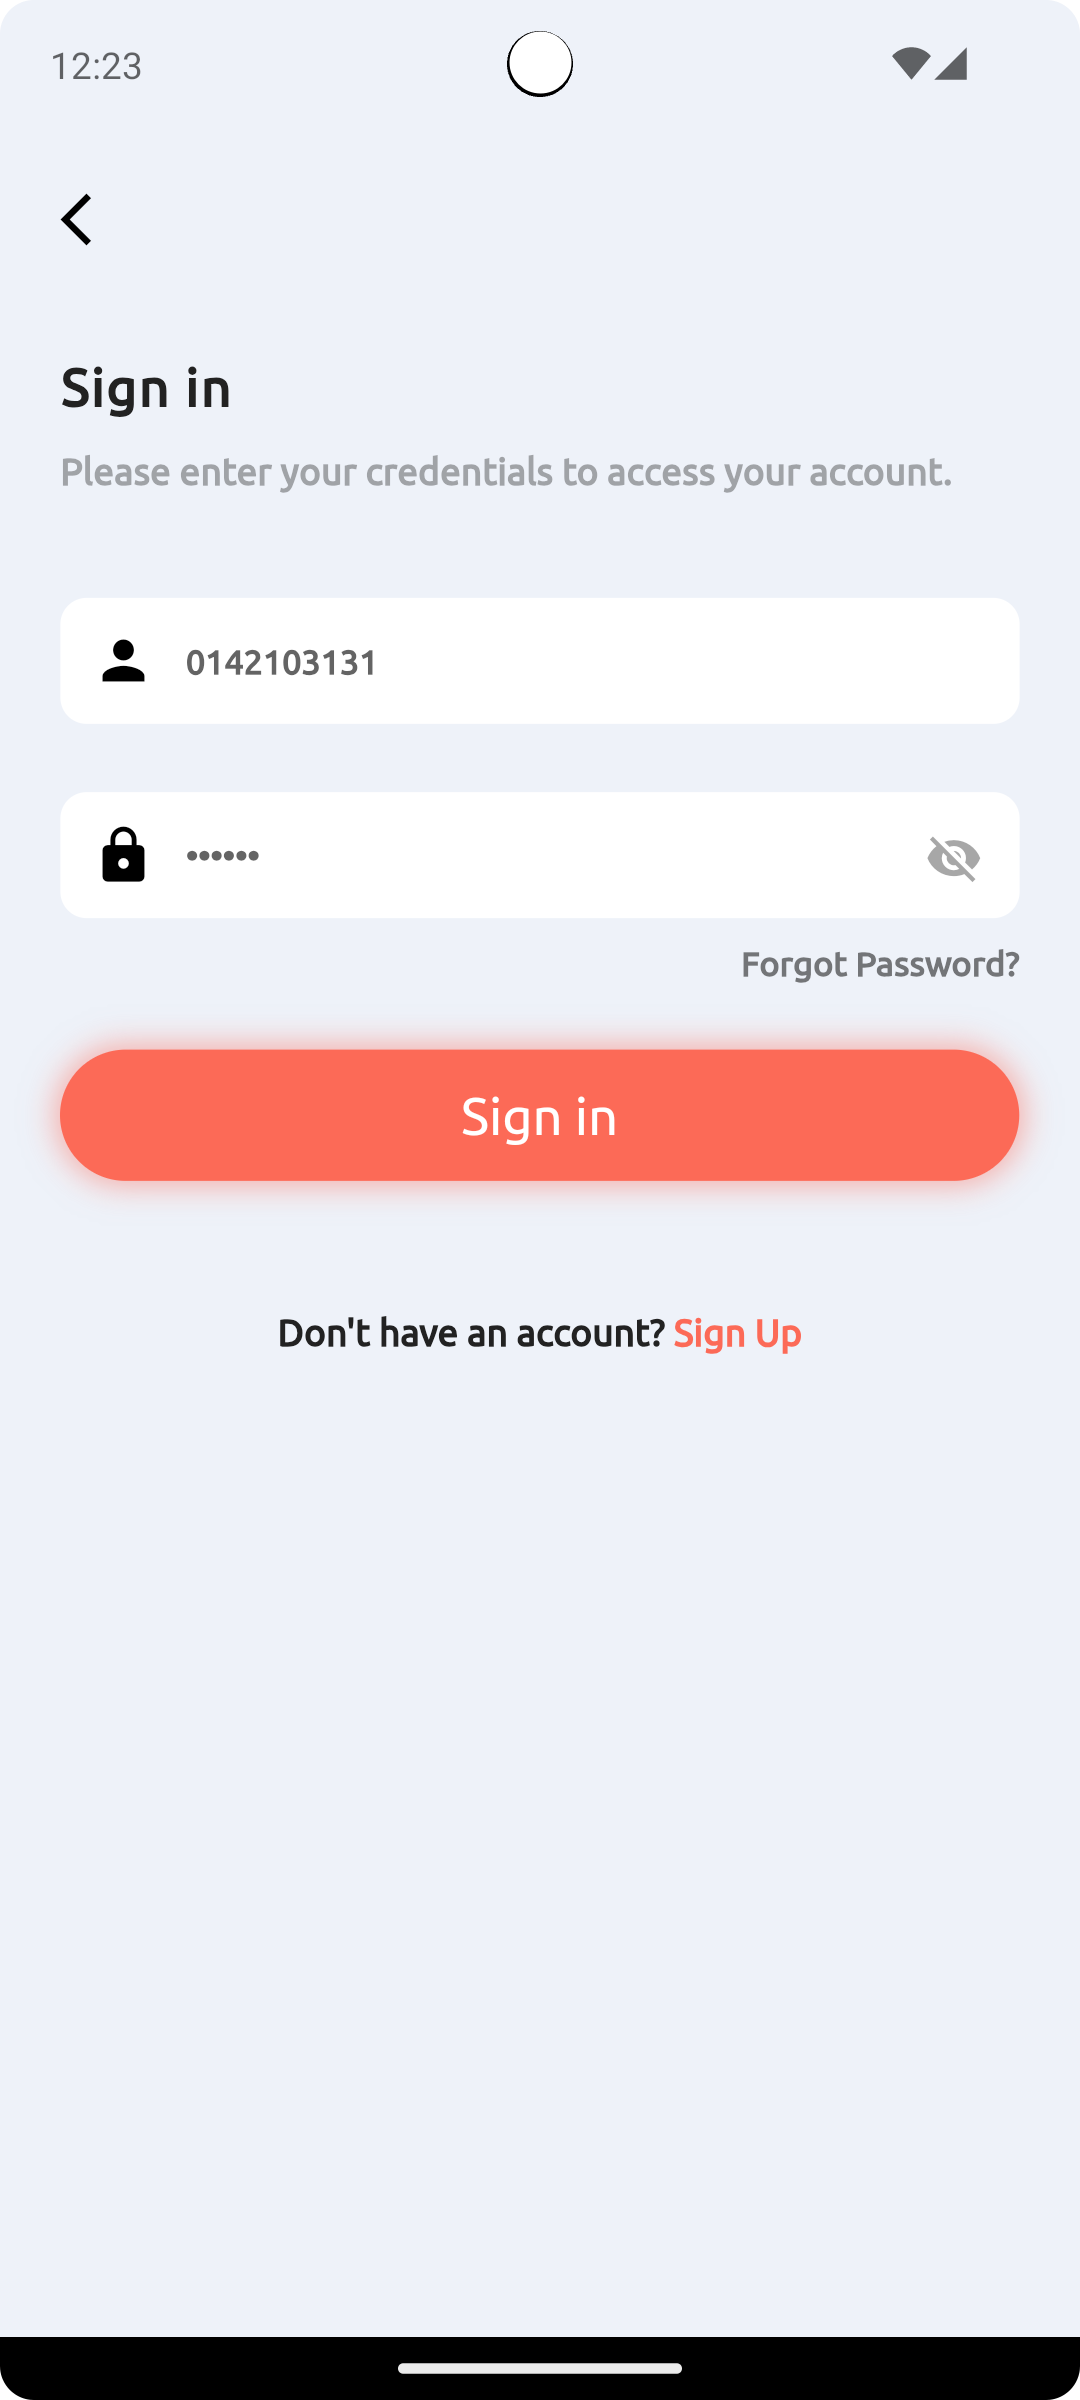 12:23
Sign in
Please enter your credentials to access your account.
0142103131
••••••
Forgot Password?
Sign in
Don't have an account? Sign Up